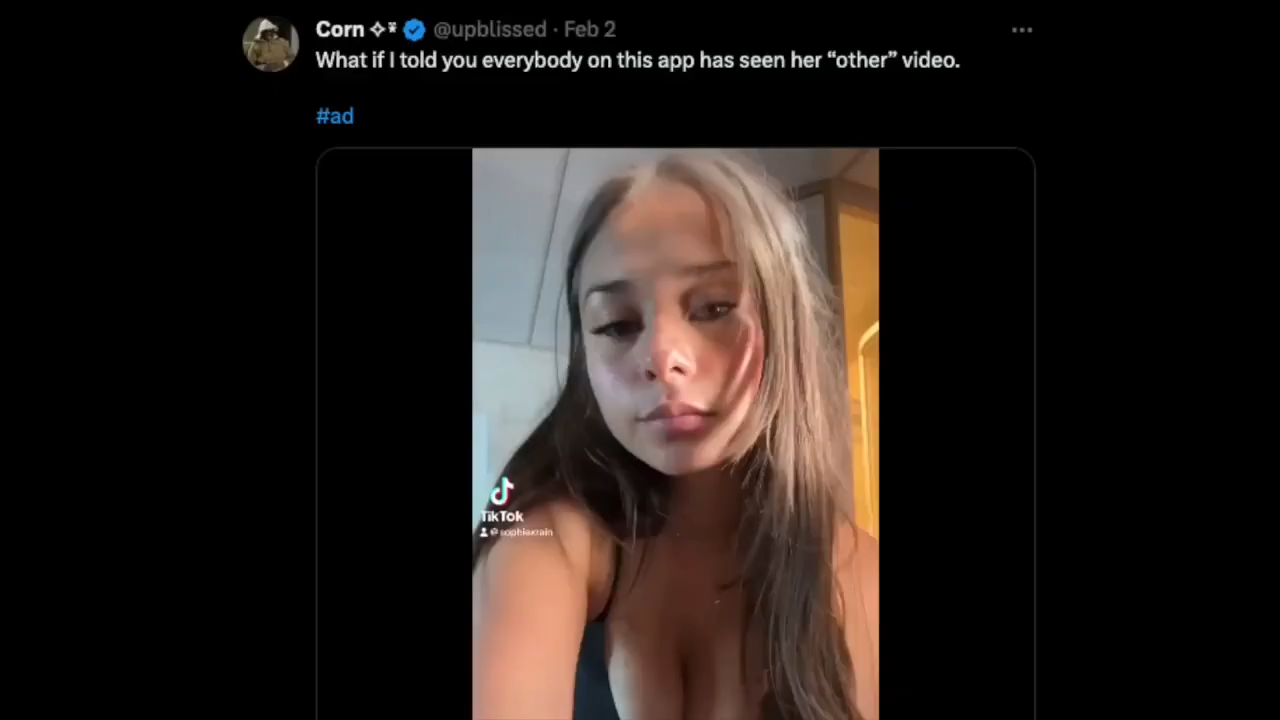 Corn ✧* @upblissed · Feb 2
What if I told you everybody on this app has seen her “other” video.
#ad
TikTok
@sophiexrain